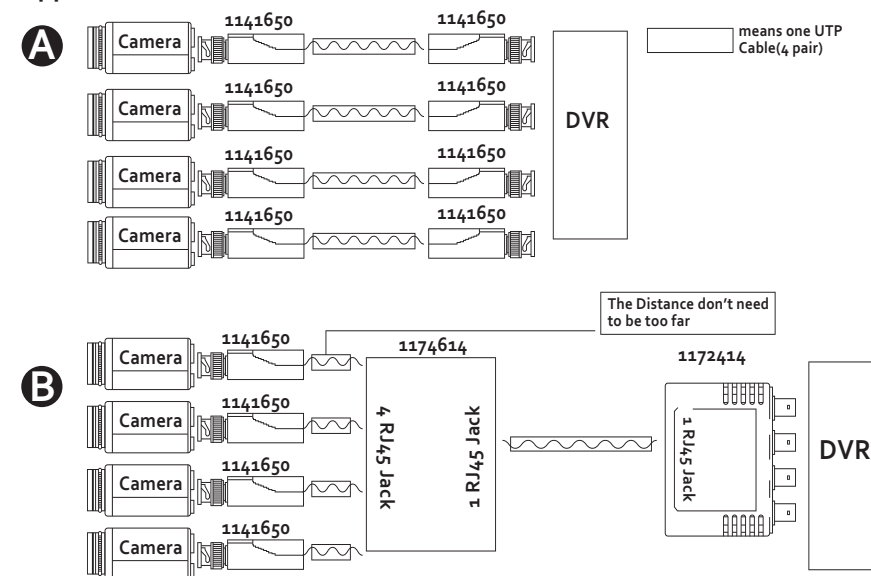 A
1141650
1141650
Camera
means one UTP
Cable(4 pair)
1141650
1141650
Camera
DVR
1141650
1141650
Camera
1141650
1141650
Camera
The Distance don't need
to be too far
B
1141650
1174614
1172414
Camera
1141650
Camera
4 RJ45 Jack
1 RJ45 Jack
1 RJ45 Jack
DVR
1141650
Camera
1141650
Camera